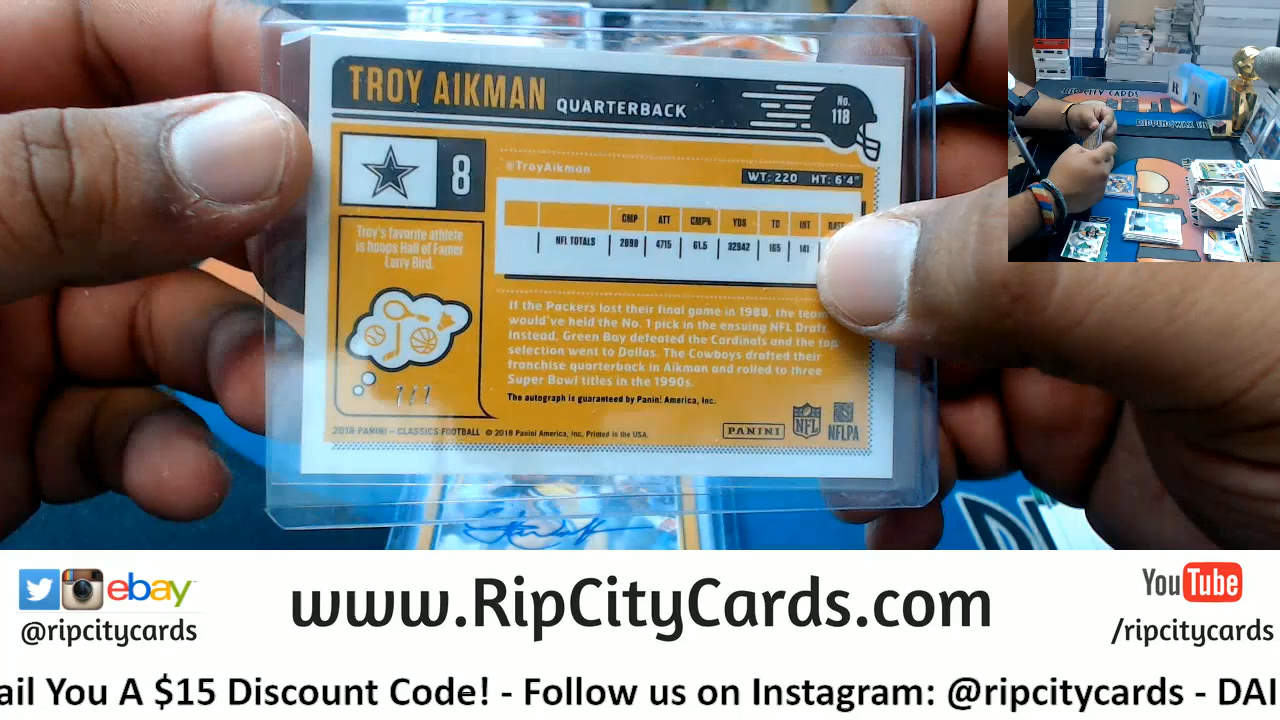 TROY AIKMAN QUARTERBACK
No.
118
8
@TroyAikman
WT: 220 HT: 6'4"
CMP ATT CMP% YDS TD INT
NFL TOTALS 2898 4715 61.5 32942 165 141
Troy's favorite athlete
is hoops Hall of Famer
Larry Bird.
If the Packers lost their final game in 1988, the team
would've held the No. 1 pick in the ensuing NFL Draft.
Instead, Green Bay defeated the Cardinals and the top
selection went to Dallas. The Cowboys drafted their
franchise quarterback in Aikman and rolled to three
Super Bowl titles in the 1990s.
The autograph is guaranteed by Panini America, Inc.
2018 PANINI – CLASSICS FOOTBALL © 2018 Panini America, Inc. Printed in the USA.
PANINI
NFL
NFLPA
RIP CITY CARDS
R T
ebay
@ripcitycards
www.RipCityCards.com
YouTube
/ripcitycards
ail You A $15 Discount Code! - Follow us on Instagram: @ripcitycards - DAI